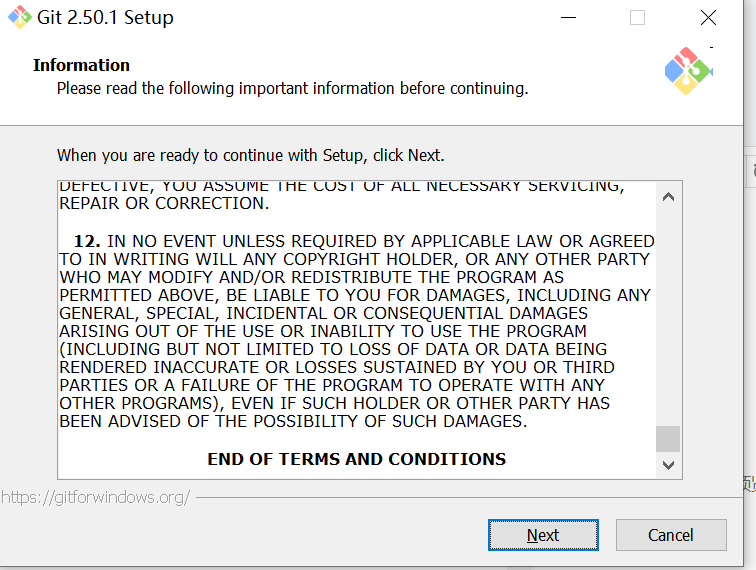 Git 2.50.1 Setup
Information
Please read the following important information before continuing.
When you are ready to continue with Setup, click Next.
DEFECTIVE, YOU ASSUME THE COST OF ALL NECESSARY SERVICING,
REPAIR OR CORRECTION.
12. IN NO EVENT UNLESS REQUIRED BY APPLICABLE LAW OR AGREED
TO IN WRITING WILL ANY COPYRIGHT HOLDER, OR ANY OTHER PARTY
WHO MAY MODIFY AND/OR REDISTRIBUTE THE PROGRAM AS
PERMITTED ABOVE, BE LIABLE TO YOU FOR DAMAGES, INCLUDING ANY
GENERAL, SPECIAL, INCIDENTAL OR CONSEQUENTIAL DAMAGES
ARISING OUT OF THE USE OR INABILITY TO USE THE PROGRAM
(INCLUDING BUT NOT LIMITED TO LOSS OF DATA OR DATA BEING
RENDERED INACCURATE OR LOSSES SUSTAINED BY YOU OR THIRD
PARTIES OR A FAILURE OF THE PROGRAM TO OPERATE WITH ANY
OTHER PROGRAMS), EVEN IF SUCH HOLDER OR OTHER PARTY HAS
BEEN ADVISED OF THE POSSIBILITY OF SUCH DAMAGES.
END OF TERMS AND CONDITIONS
https://gitforwindows.org/
Next
Cancel